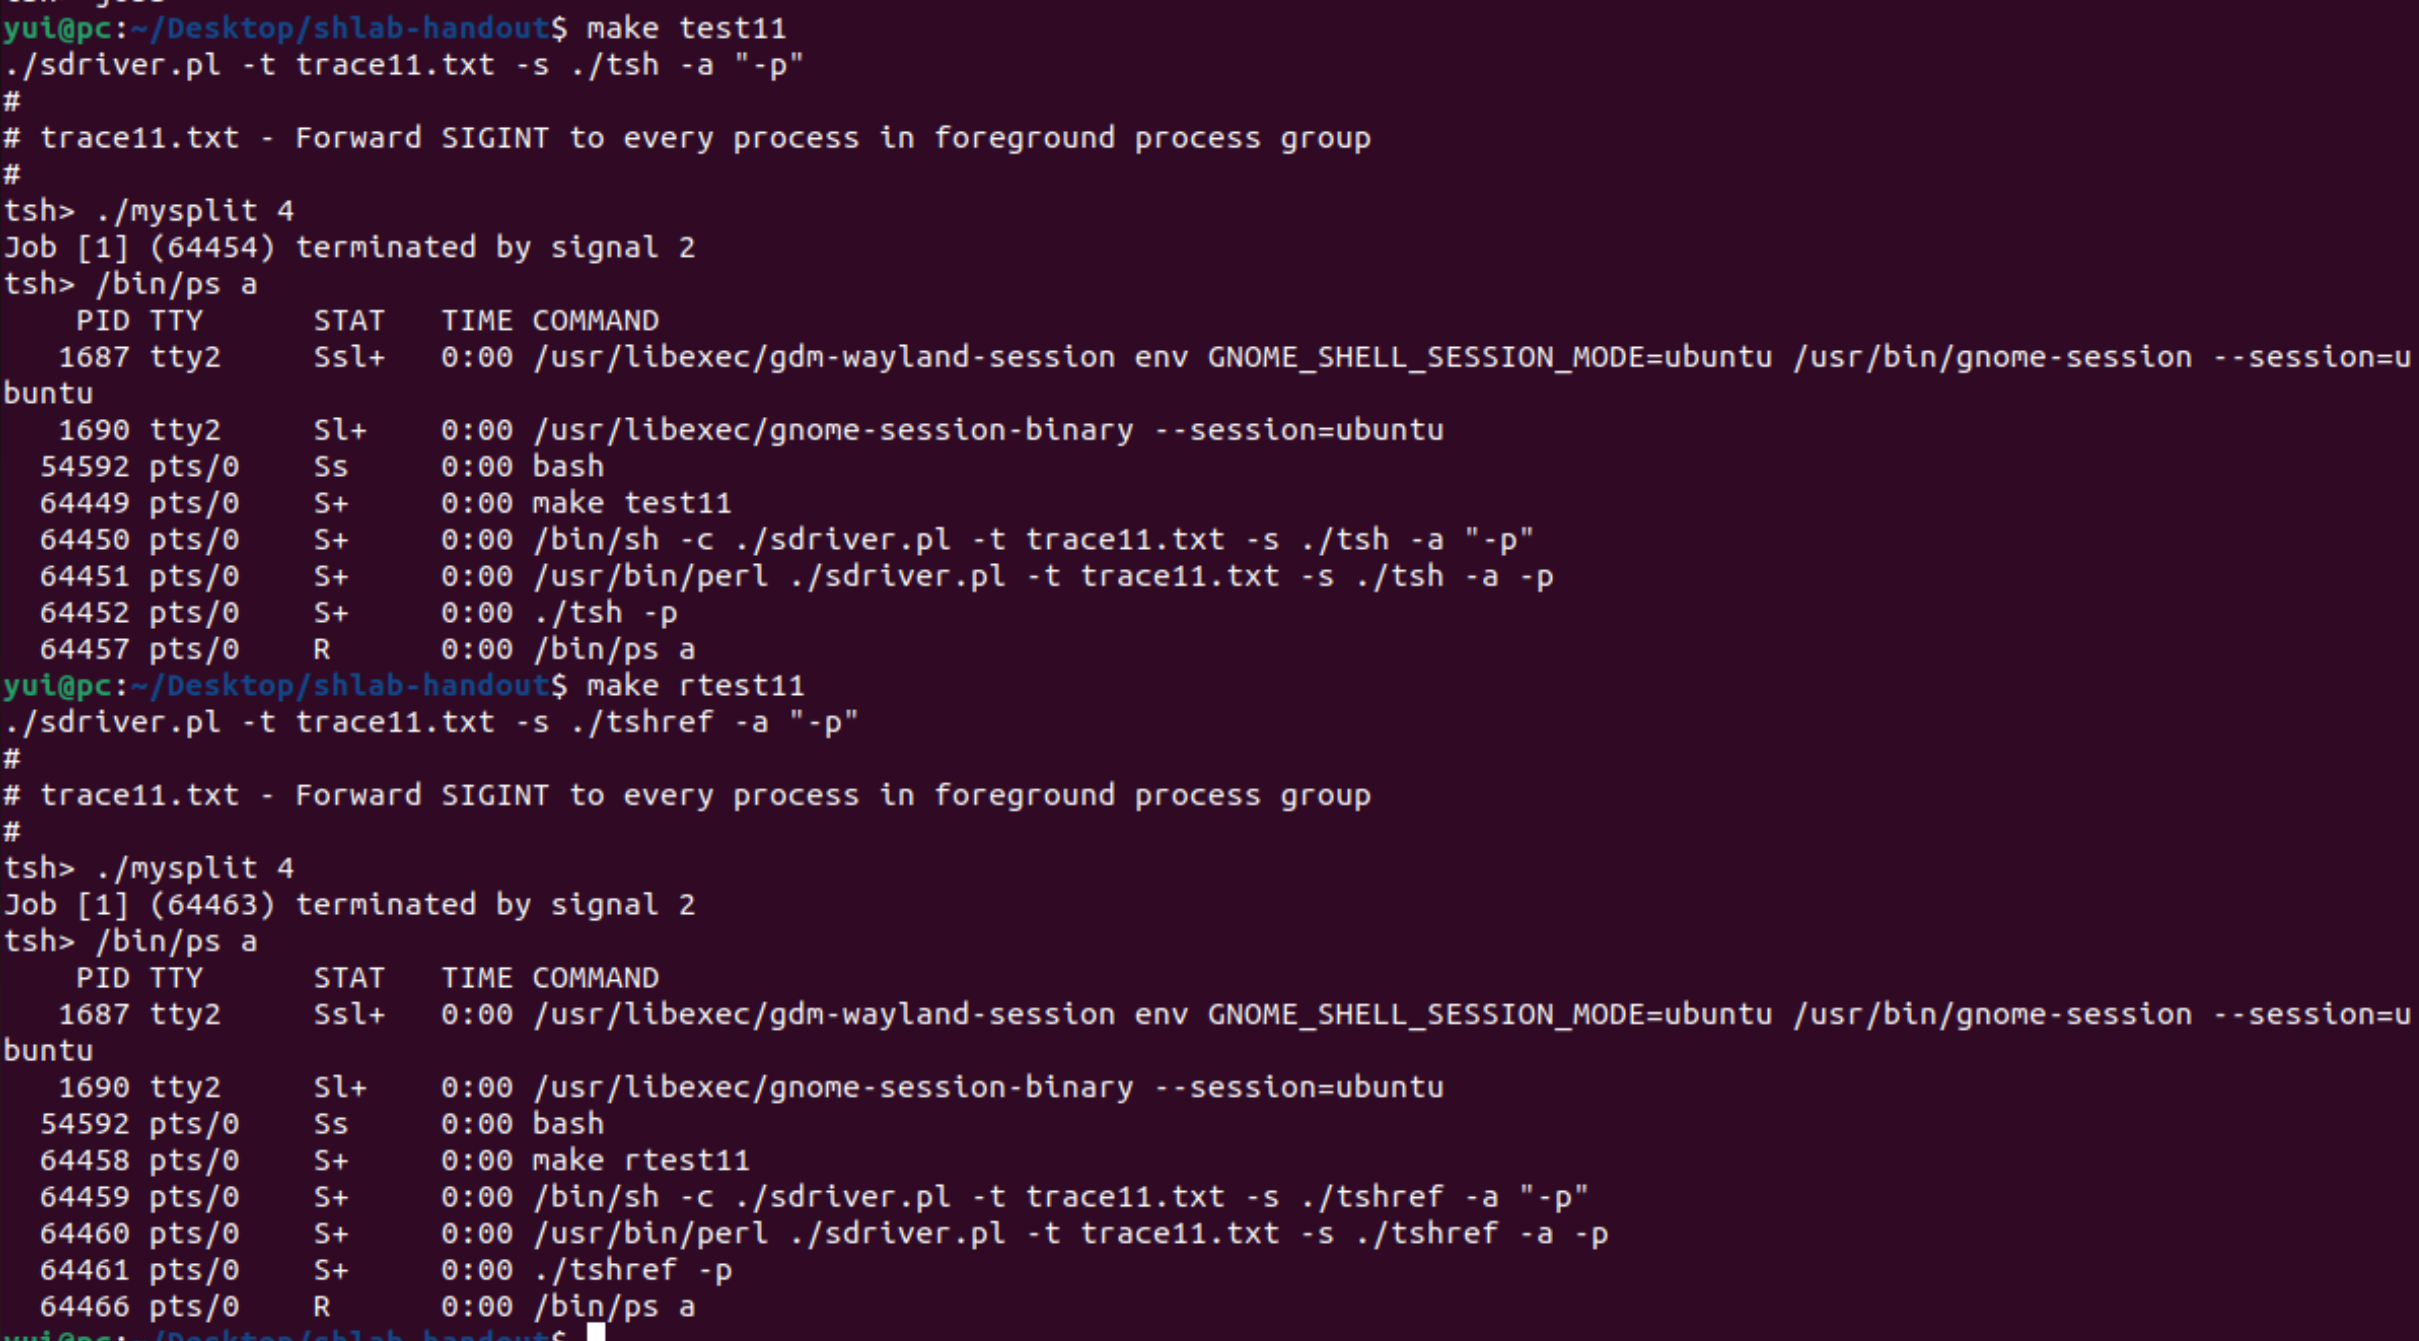 yui@pc:~/Desktop/shlab-handout$ make test11
./sdriver.pl -t trace11.txt -s ./tsh -a "-p"
#
# trace11.txt - Forward SIGINT to every process in foreground process group
#
tsh> ./mysplit 4
Job [1] (64454) terminated by signal 2
tsh> /bin/ps a
    PID TTY      STAT   TIME COMMAND
   1687 tty2     Ssl+   0:00 /usr/libexec/gdm-wayland-session env GNOME_SHELL_SESSION_MODE=ubuntu /usr/bin/gnome-session --session=u
buntu
   1690 tty2     Sl+    0:00 /usr/libexec/gnome-session-binary --session=ubuntu
  54592 pts/0    Ss     0:00 bash
  64449 pts/0    S+     0:00 make test11
  64450 pts/0    S+     0:00 /bin/sh -c ./sdriver.pl -t trace11.txt -s ./tsh -a "-p"
  64451 pts/0    S+     0:00 /usr/bin/perl ./sdriver.pl -t trace11.txt -s ./tsh -a -p
  64452 pts/0    S+     0:00 ./tsh -p
  64457 pts/0    R      0:00 /bin/ps a
yui@pc:~/Desktop/shlab-handout$ make rtest11
./sdriver.pl -t trace11.txt -s ./tshref -a "-p"
#
# trace11.txt - Forward SIGINT to every process in foreground process group
#
tsh> ./mysplit 4
Job [1] (64463) terminated by signal 2
tsh> /bin/ps a
    PID TTY      STAT   TIME COMMAND
   1687 tty2     Ssl+   0:00 /usr/libexec/gdm-wayland-session env GNOME_SHELL_SESSION_MODE=ubuntu /usr/bin/gnome-session --session=u
buntu
   1690 tty2     Sl+    0:00 /usr/libexec/gnome-session-binary --session=ubuntu
  54592 pts/0    Ss     0:00 bash
  64458 pts/0    S+     0:00 make rtest11
  64459 pts/0    S+     0:00 /bin/sh -c ./sdriver.pl -t trace11.txt -s ./tshref -a "-p"
  64460 pts/0    S+     0:00 /usr/bin/perl ./sdriver.pl -t trace11.txt -s ./tshref -a -p
  64461 pts/0    S+     0:00 ./tshref -p
  64466 pts/0    R      0:00 /bin/ps a
yui@pc:~/Desktop/shlab-handout$